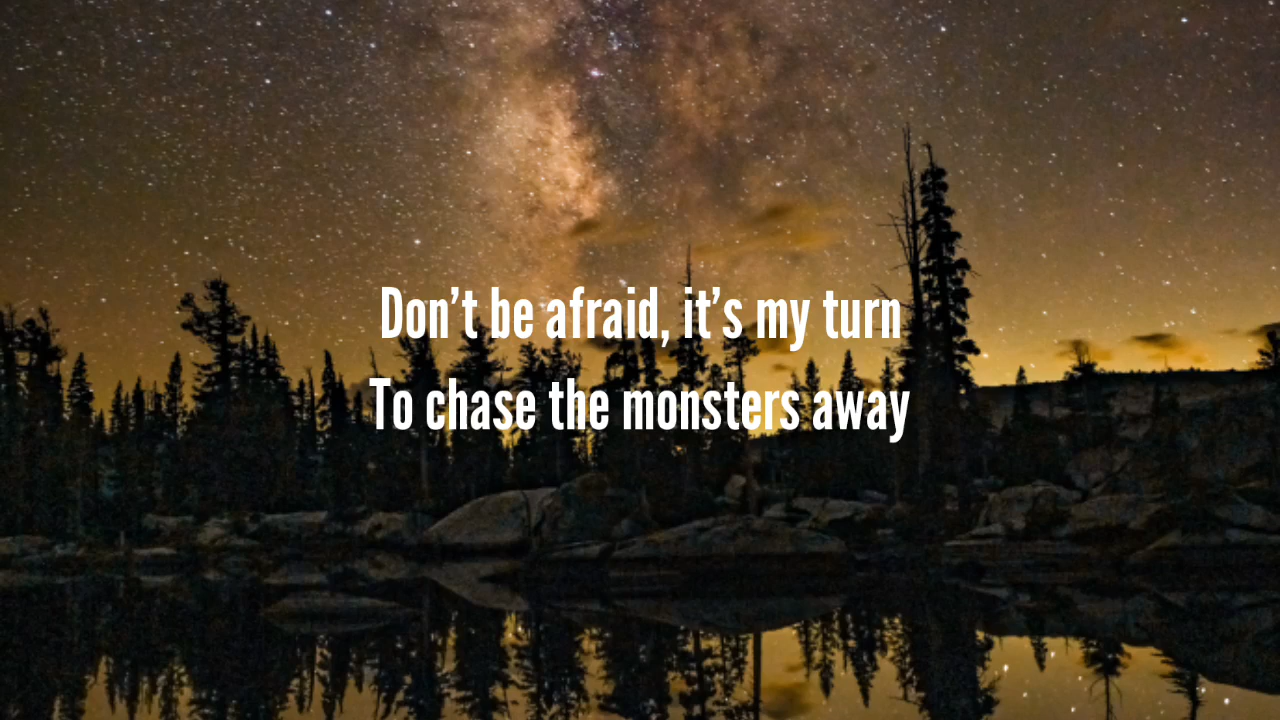 Don’t be afraid, it’s my turn
To chase the monsters away